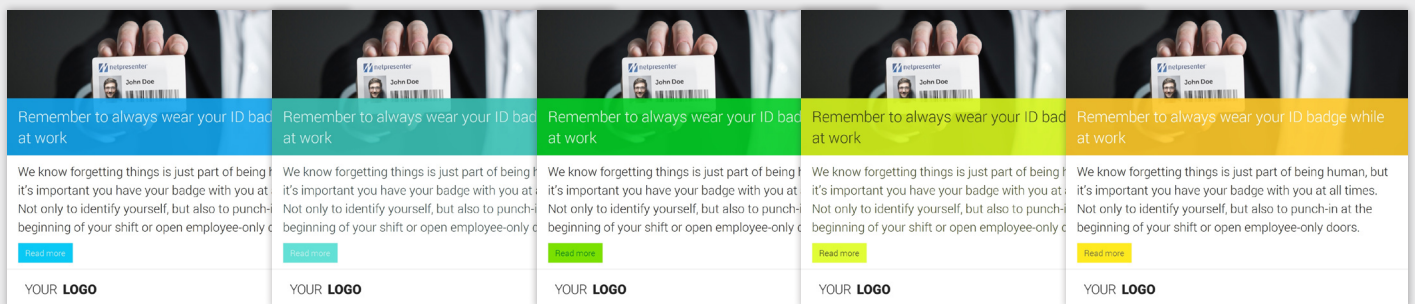 netpresenter
John Doe
Remember to always wear your ID bad
at work
We know forgetting things is just part of being h
it's important you have your badge with you at
Not only to identify yourself, but also to punch-i
beginning of your shift or open employee-only d
Read more
YOUR LOGO
netpresenter
John Doe
Remember to always wear your ID bad
at work
We know forgetting things is just part of being h
it's important you have your badge with you at
Not only to identify yourself, but also to punch-i
beginning of your shift or open employee-only d
Read more
YOUR LOGO
netpresenter
John Doe
Remember to always wear your ID bad
at work
We know forgetting things is just part of being h
it's important you have your badge with you at
Not only to identify yourself, but also to punch-i
beginning of your shift or open employee-only d
Read more
YOUR LOGO
netpresenter
John Doe
Remember to always wear your ID bad
at work
We know forgetting things is just part of being h
it's important you have your badge with you at
Not only to identify yourself, but also to punch-i
beginning of your shift or open employee-only d
Read more
YOUR LOGO
netpresenter
John Doe
Remember to always wear your ID badge while
at work
We know forgetting things is just part of being human, but
it's important you have your badge with you at all times.
Not only to identify yourself, but also to punch-in at the
beginning of your shift or open employee-only doors.
Read more
YOUR LOGO